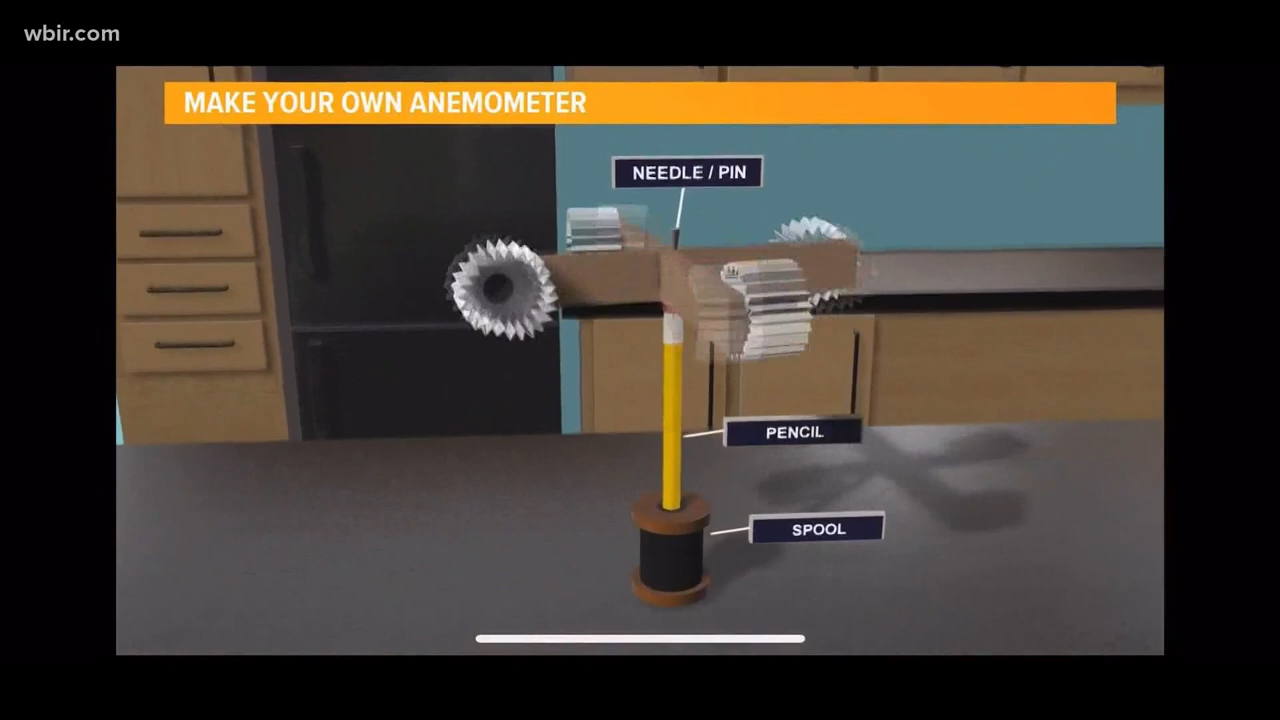 wbir.com
MAKE YOUR OWN ANEMOMETER
NEEDLE / PIN
PENCIL
SPOOL